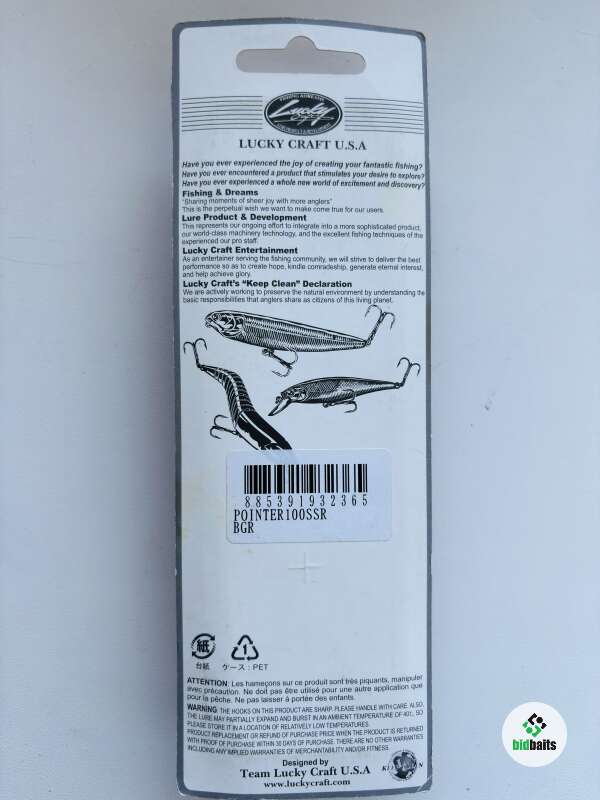 FISHING & DREAMS
Lucky
Craft
LURE PRODUCT & DEVELOPMENT
LUCKY CRAFT U.S.A
Have you ever experienced the joy of creating your fantastic fishing?
Have you ever encountered a product that stimulates your desire to explore?
Have you ever experienced a whole new world of excitement and discovery?
Fishing & Dreams
"Sharing moments of sheer joy with more anglers"
This is the perpetual wish we want to make come true for our users.
Lure Product & Development
This represents our ongoing effort to integrate into a more sophisticated product,
our world-class machinery technology, and the excellent fishing techniques of the
experienced our pro staff.
Lucky Craft Entertainment
As an entertainer serving the fishing community, we will strive to deliver the best
performance so as to create hope, kindle comradeship, generate eternal interest,
and help achieve glory.
Lucky Craft's "Keep Clean" Declaration
We are actively working to preserve the natural environment by understanding the
basic responsibilities that anglers share as citizens of this living planet.
885391932365
POINTER100SSR
BGR
紙
1
台紙
ケース : PET
ATTENTION: Les hameçons sur ce produit sont très piquants, manipuler
avec précaution. Ne doit pas être utilisé pour une autre application que
pour la pêche. Ne pas laisser à portée des enfants.
WARNING: THE HOOKS ON THIS PRODUCT ARE SHARP. PLEASE HANDLE WITH CARE. ALSO,
THE LURE MAY PARTIALLY EXPAND AND BURST IN AN AMBIENT TEMPERATURE OF 40L, SO
PLEASE STORE IT IN A LOCATION OF RELATIVELY LOW TEMPERATURES.
PRODUCT REPLACEMENT OR REFUND OF PURCHASE PRICE WHEN THE PRODUCT IS RETURNED
WITH PROOF OF PURCHASE WITHIN 30 DAYS OF PURCHASE. THERE ARE NO OTHER WARRANTIES
INCLUDING ANY IMPLIED WARRANTIES OF MERCHANTABILITY AND/OR FITNESS.
Designed by
Team Lucky Craft U.S.A
www.luckycraft.com
bidbaits